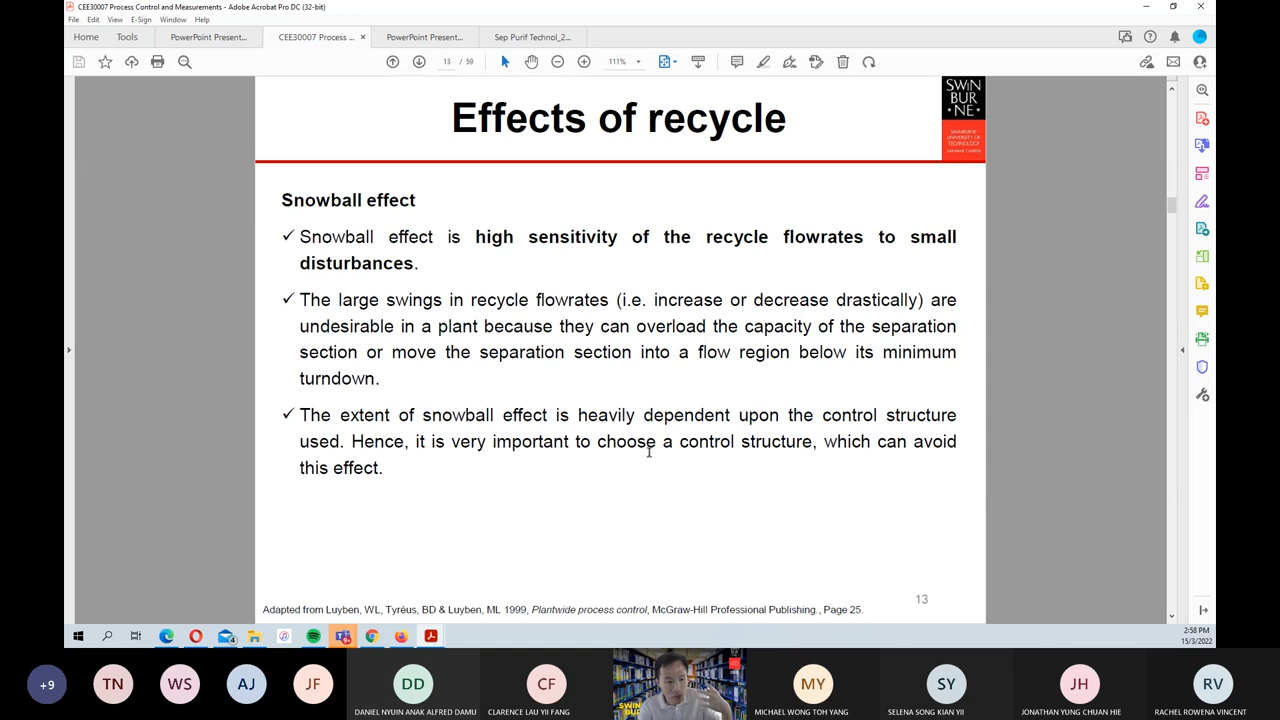 CEE30007 Process Control and Measurements - Adobe Acrobat Pro DC (32-bit)
File Edit View E-Sign Window Help
Home Tools PowerPoint Present... CEE30007 Process ... × PowerPoint Present... Sep Purif Technol_2...
13 / 59 111%
SWIN
BUR
• NE •
SWINBURNE
UNIVERSITY OF
TECHNOLOGY
Effects of recycle
Snowball effect
✓ Snowball effect is high sensitivity of the recycle flowrates to small
disturbances.
✓ The large swings in recycle flowrates (i.e. increase or decrease drastically) are
undesirable in a plant because they can overload the capacity of the separation
section or move the separation section into a flow region below its minimum
turndown.
✓ The extent of snowball effect is heavily dependent upon the control structure
used. Hence, it is very important to choose a control structure, which can avoid
this effect.
13
Adapted from Luyben, WL, Tyréus, BD & Luyben, ML 1999, Plantwide process control, McGraw-Hill Professional Publishing., Page 25.
2:58 PM
15/3/2022
+9 TN WS AJ JF DD CF MY SY JH RV
SWIN
BUR
DANIEL NYUIN ANAK ALFRED DAMU CLARENCE LAU YII FANG MICHAEL WONG TOH YANG SELENA SONG KIAN YII JONATHAN YUNG CHUAN HIE RACHEL ROWENA VINCENT